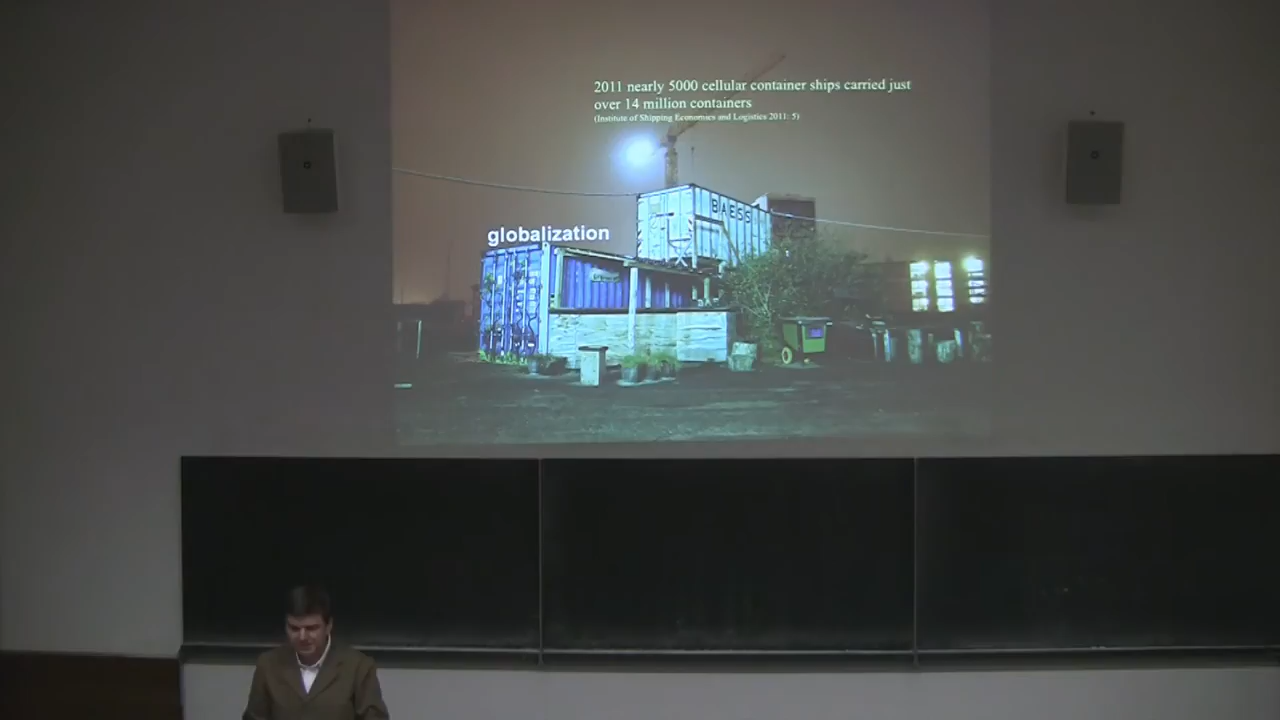 2011 nearly 5000 cellular container ships carried just
over 14 million containers
(Institute of Shipping Economics and Logistics 2011: 5)
BAESS
globalization